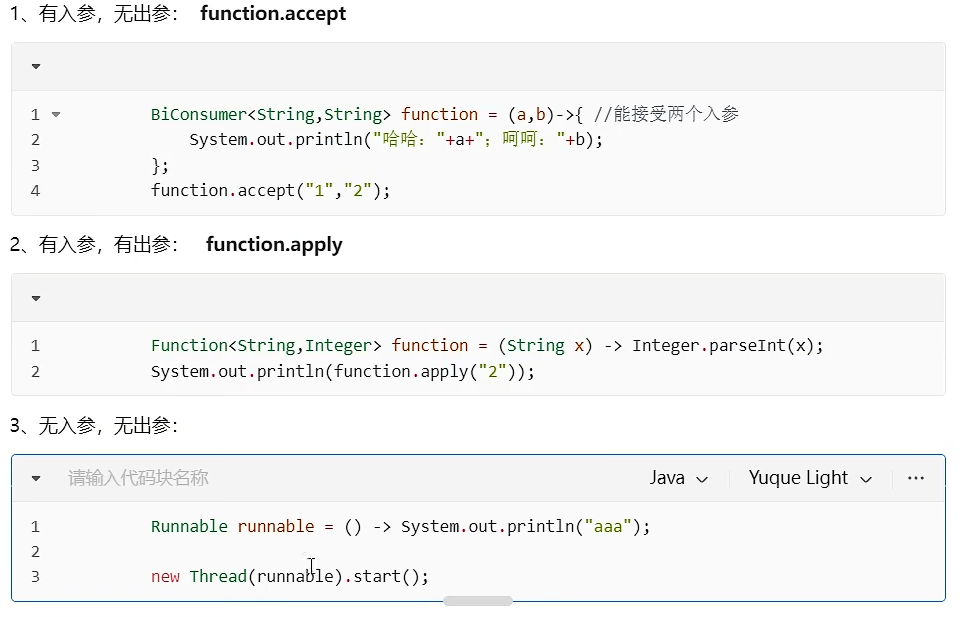 1、有入参，无出参： function.accept
1 BiConsumer<String,String> function = (a,b)->{ //能接受两个入参
2 System.out.println("哈哈："+a+"；呵呵："+b);
3 };
4 function.accept("1","2");
2、有入参，有出参： function.apply
1 Function<String,Integer> function = (String x) -> Integer.parseInt(x);
2 System.out.println(function.apply("2"));
3、无入参，无出参：
请输入代码块名称 Java Yuque Light ···
1 Runnable runnable = () -> System.out.println("aaa");
2
3 new Thread(runnable).start();